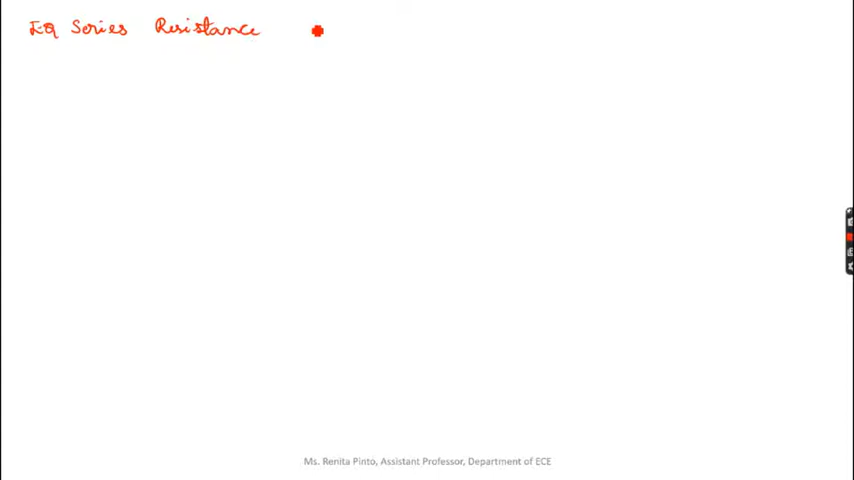 Eq Series Resistance
Ms. Renita Pinto, Assistant Professor, Department of ECE